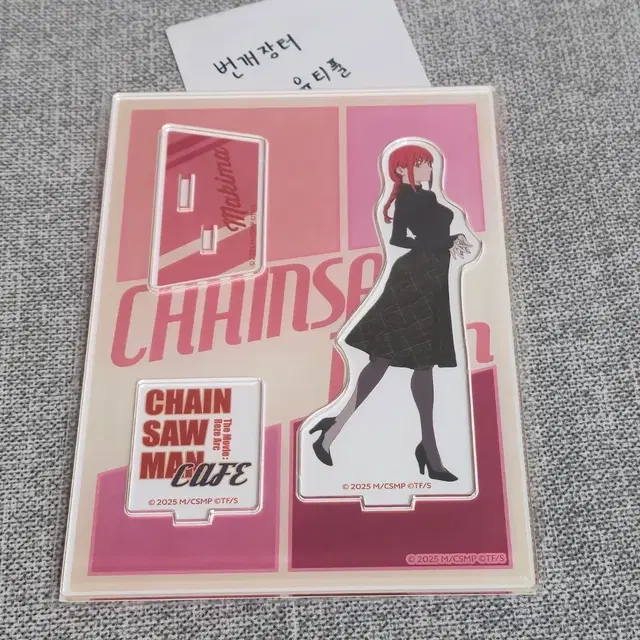 번개장터
유티풀
Makima
CHAINSA
n
CHAIN
SAW
MAN
CAFE
The Movie:
Reze Arc
© 2025 M/CSMP ©TF/S
© 2025 M/CSMP ©TF/S
© 2025 M/CSMP ©TF/S